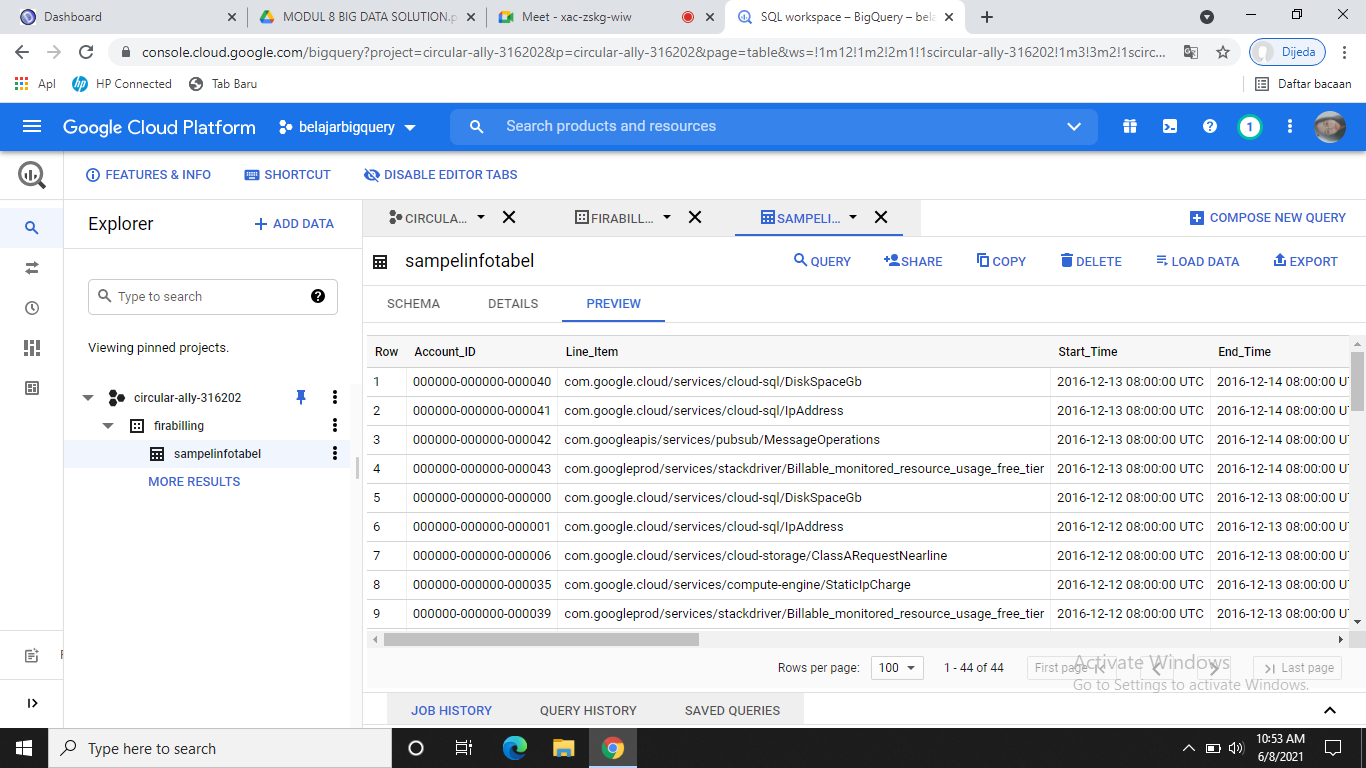 Dashboard
MODUL 8 BIG DATA SOLUTION.p
Meet - xac-zskg-wiw
SQL workspace – BigQuery – bela
console.cloud.google.com/bigquery?project=circular-ally-316202&p=circular-ally-316202&page=table&ws=!1m12!1m2!2m1!1scircular-ally-316202!1m3!3m2!1scirc...
Dijeda
Apl
HP Connected
Tab Baru
Daftar bacaan
Google Cloud Platform
belajarbigquery
Search products and resources
1
FEATURES & INFO
SHORTCUT
DISABLE EDITOR TABS
Explorer
+ ADD DATA
CIRCULA...
FIRABILL...
SAMPELI...
COMPOSE NEW QUERY
sampelinfotabel
QUERY
SHARE
COPY
DELETE
LOAD DATA
EXPORT
Type to search
SCHEMA
DETAILS
PREVIEW
Viewing pinned projects.
circular-ally-316202
firabilling
sampelinfotabel
MORE RESULTS
Row Account_ID Line_Item Start_Time End_Time
1 000000-000000-000040 com.google.cloud/services/cloud-sql/DiskSpaceGb 2016-12-13 08:00:00 UTC 2016-12-14 08:00:00 U
2 000000-000000-000041 com.google.cloud/services/cloud-sql/IpAddress 2016-12-13 08:00:00 UTC 2016-12-14 08:00:00 U
3 000000-000000-000042 com.googleapis/services/pubsub/MessageOperations 2016-12-13 08:00:00 UTC 2016-12-14 08:00:00 U
4 000000-000000-000043 com.googleprod/services/stackdriver/Billable_monitored_resource_usage_free_tier 2016-12-13 08:00:00 UTC 2016-12-14 08:00:00 U
5 000000-000000-000000 com.google.cloud/services/cloud-sql/DiskSpaceGb 2016-12-12 08:00:00 UTC 2016-12-13 08:00:00 U
6 000000-000000-000001 com.google.cloud/services/cloud-sql/IpAddress 2016-12-12 08:00:00 UTC 2016-12-13 08:00:00 U
7 000000-000000-000006 com.google.cloud/services/cloud-storage/ClassARequestNearline 2016-12-12 08:00:00 UTC 2016-12-13 08:00:00 U
8 000000-000000-000035 com.google.cloud/services/compute-engine/StaticIpCharge 2016-12-12 08:00:00 UTC 2016-12-13 08:00:00 U
9 000000-000000-000039 com.googleprod/services/stackdriver/Billable_monitored_resource_usage_free_tier 2016-12-12 08:00:00 UTC 2016-12-13 08:00:00 U
Rows per page: 100 1 - 44 of 44 First page Last page
Activate Windows
Go to Settings to activate Windows.
JOB HISTORY
QUERY HISTORY
SAVED QUERIES
Type here to search
10:53 AM
6/8/2021